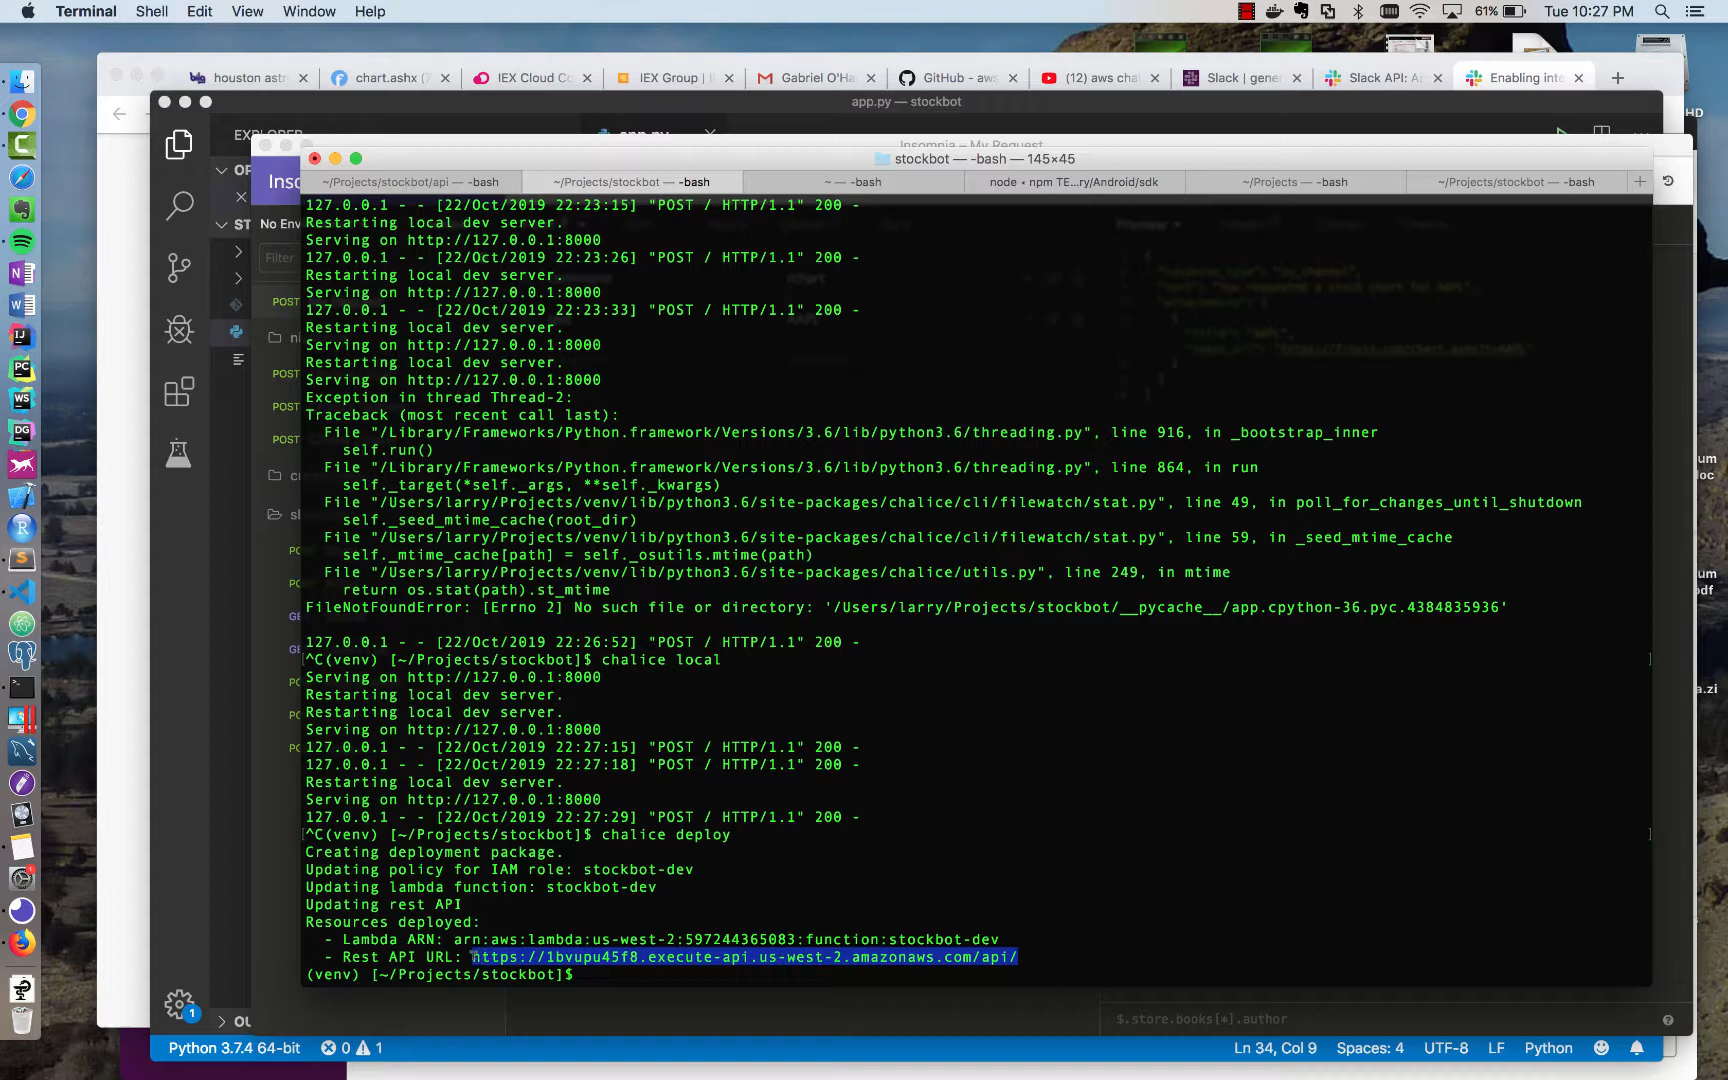 Terminal Shell Edit View Window Help 61% Tue 10:27 PM
houston astr
chart.ashx (7
IEX Cloud Co
IEX Group | I
Gabriel O'Ha
GitHub - aws
(12) aws cha
Slack | gener
Slack API: Ap
Enabling inte
app.py — stockbot
EXPLORER
app.py
Insomnia – My Request
stockbot — -bash — 145×45
~/Projects/stockbot/api — -bash
~/Projects/stockbot — -bash
~ — -bash
node • npm TE...ry/Android/sdk
~/Projects — -bash
~/Projects/stockbot — -bash
127.0.0.1 - - [22/Oct/2019 22:23:15] "POST / HTTP/1.1" 200 -
Restarting local dev server.
Serving on http://127.0.0.1:8000
127.0.0.1 - - [22/Oct/2019 22:23:26] "POST / HTTP/1.1" 200 -
Restarting local dev server.
Serving on http://127.0.0.1:8000
127.0.0.1 - - [22/Oct/2019 22:23:33] "POST / HTTP/1.1" 200 -
Restarting local dev server.
Serving on http://127.0.0.1:8000
Restarting local dev server.
Serving on http://127.0.0.1:8000
Exception in thread Thread-2:
Traceback (most recent call last):
File "/Library/Frameworks/Python.framework/Versions/3.6/lib/python3.6/threading.py", line 916, in _bootstrap_inner
self.run()
File "/Library/Frameworks/Python.framework/Versions/3.6/lib/python3.6/threading.py", line 864, in run
self._target(*self._args, **self._kwargs)
File "/Users/larry/Projects/venv/lib/python3.6/site-packages/chalice/cli/filewatch/stat.py", line 49, in poll_for_changes_until_shutdown
self._seed_mtime_cache(root_dir)
File "/Users/larry/Projects/venv/lib/python3.6/site-packages/chalice/cli/filewatch/stat.py", line 59, in _seed_mtime_cache
self._mtime_cache[path] = self._osutils.mtime(path)
File "/Users/larry/Projects/venv/lib/python3.6/site-packages/chalice/utils.py", line 249, in mtime
return os.stat(path).st_mtime
FileNotFoundError: [Errno 2] No such file or directory: '/Users/larry/Projects/stockbot/__pycache__/app.cpython-36.pyc.4384835936'
127.0.0.1 - - [22/Oct/2019 22:26:52] "POST / HTTP/1.1" 200 -
^C(venv) [~/Projects/stockbot]$ chalice local
Serving on http://127.0.0.1:8000
Restarting local dev server.
Restarting local dev server.
Serving on http://127.0.0.1:8000
127.0.0.1 - - [22/Oct/2019 22:27:15] "POST / HTTP/1.1" 200 -
127.0.0.1 - - [22/Oct/2019 22:27:18] "POST / HTTP/1.1" 200 -
Restarting local dev server.
Serving on http://127.0.0.1:8000
127.0.0.1 - - [22/Oct/2019 22:27:29] "POST / HTTP/1.1" 200 -
^C(venv) [~/Projects/stockbot]$ chalice deploy
Creating deployment package.
Updating policy for IAM role: stockbot-dev
Updating lambda function: stockbot-dev
Updating rest API
Resources deployed:
- Lambda ARN: arn:aws:lambda:us-west-2:597244365083:function:stockbot-dev
- Rest API URL: https://1bvupu45f8.execute-api.us-west-2.amazonaws.com/api/
(venv) [~/Projects/stockbot]$
$.store.books[*].author
Python 3.7.4 64-bit 0 1 Ln 34, Col 9 Spaces: 4 UTF-8 LF Python